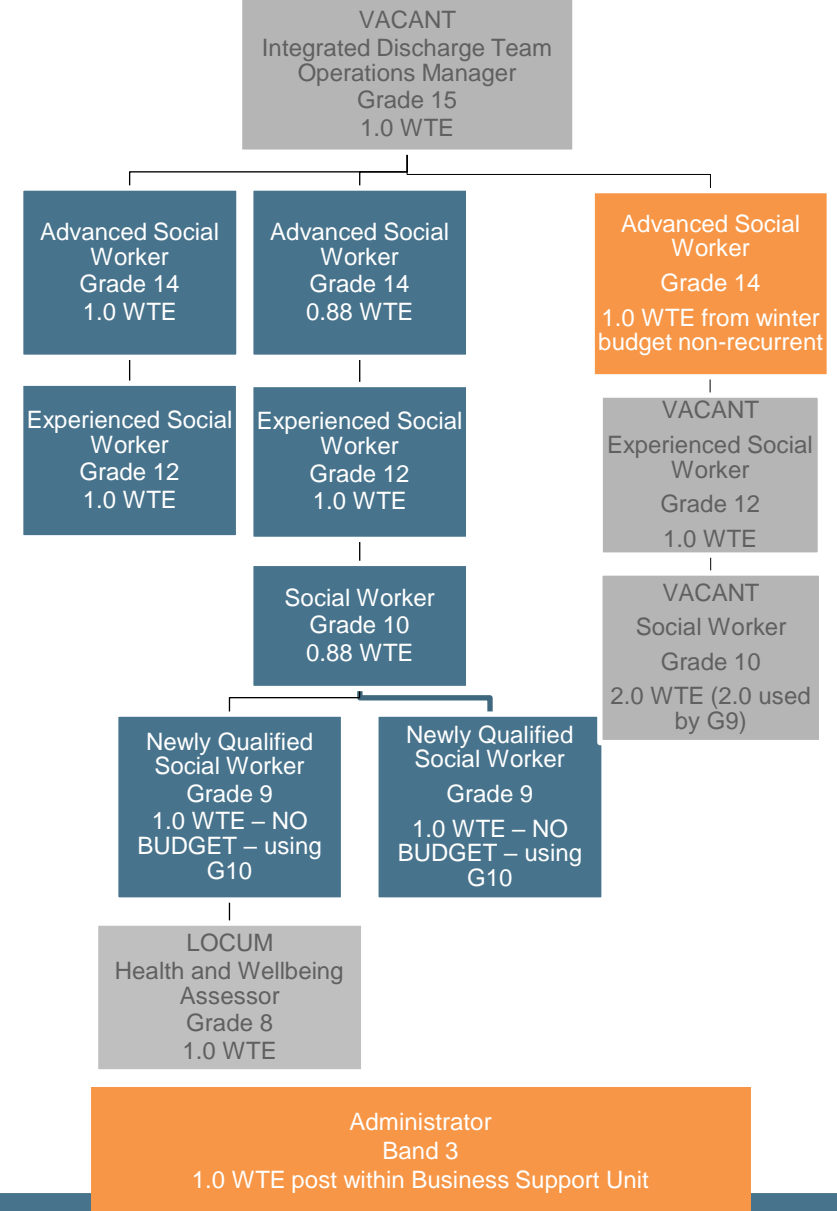 VACANT
Integrated Discharge Team
Operations Manager
Grade 15
1.0 WTE
Advanced Social
Worker
Grade 14
1.0 WTE
Advanced Social
Worker
Grade 14
0.88 WTE
Advanced Social
Worker
Grade 14
1.0 WTE from winter
budget non-recurrent
Experienced Social
Worker
Grade 12
1.0 WTE
Experienced Social
Worker
Grade 12
1.0 WTE
VACANT
Experienced Social
Worker
Grade 12
1.0 WTE
Social Worker
Grade 10
0.88 WTE
VACANT
Social Worker
Grade 10
2.0 WTE (2.0 used
by G9)
Newly Qualified
Social Worker
Grade 9
1.0 WTE – NO
BUDGET – using
G10
Newly Qualified
Social Worker
Grade 9
1.0 WTE – NO
BUDGET – using
G10
LOCUM
Health and Wellbeing
Assessor
Grade 8
1.0 WTE
Administrator
Band 3
1.0 WTE post within Business Support Unit